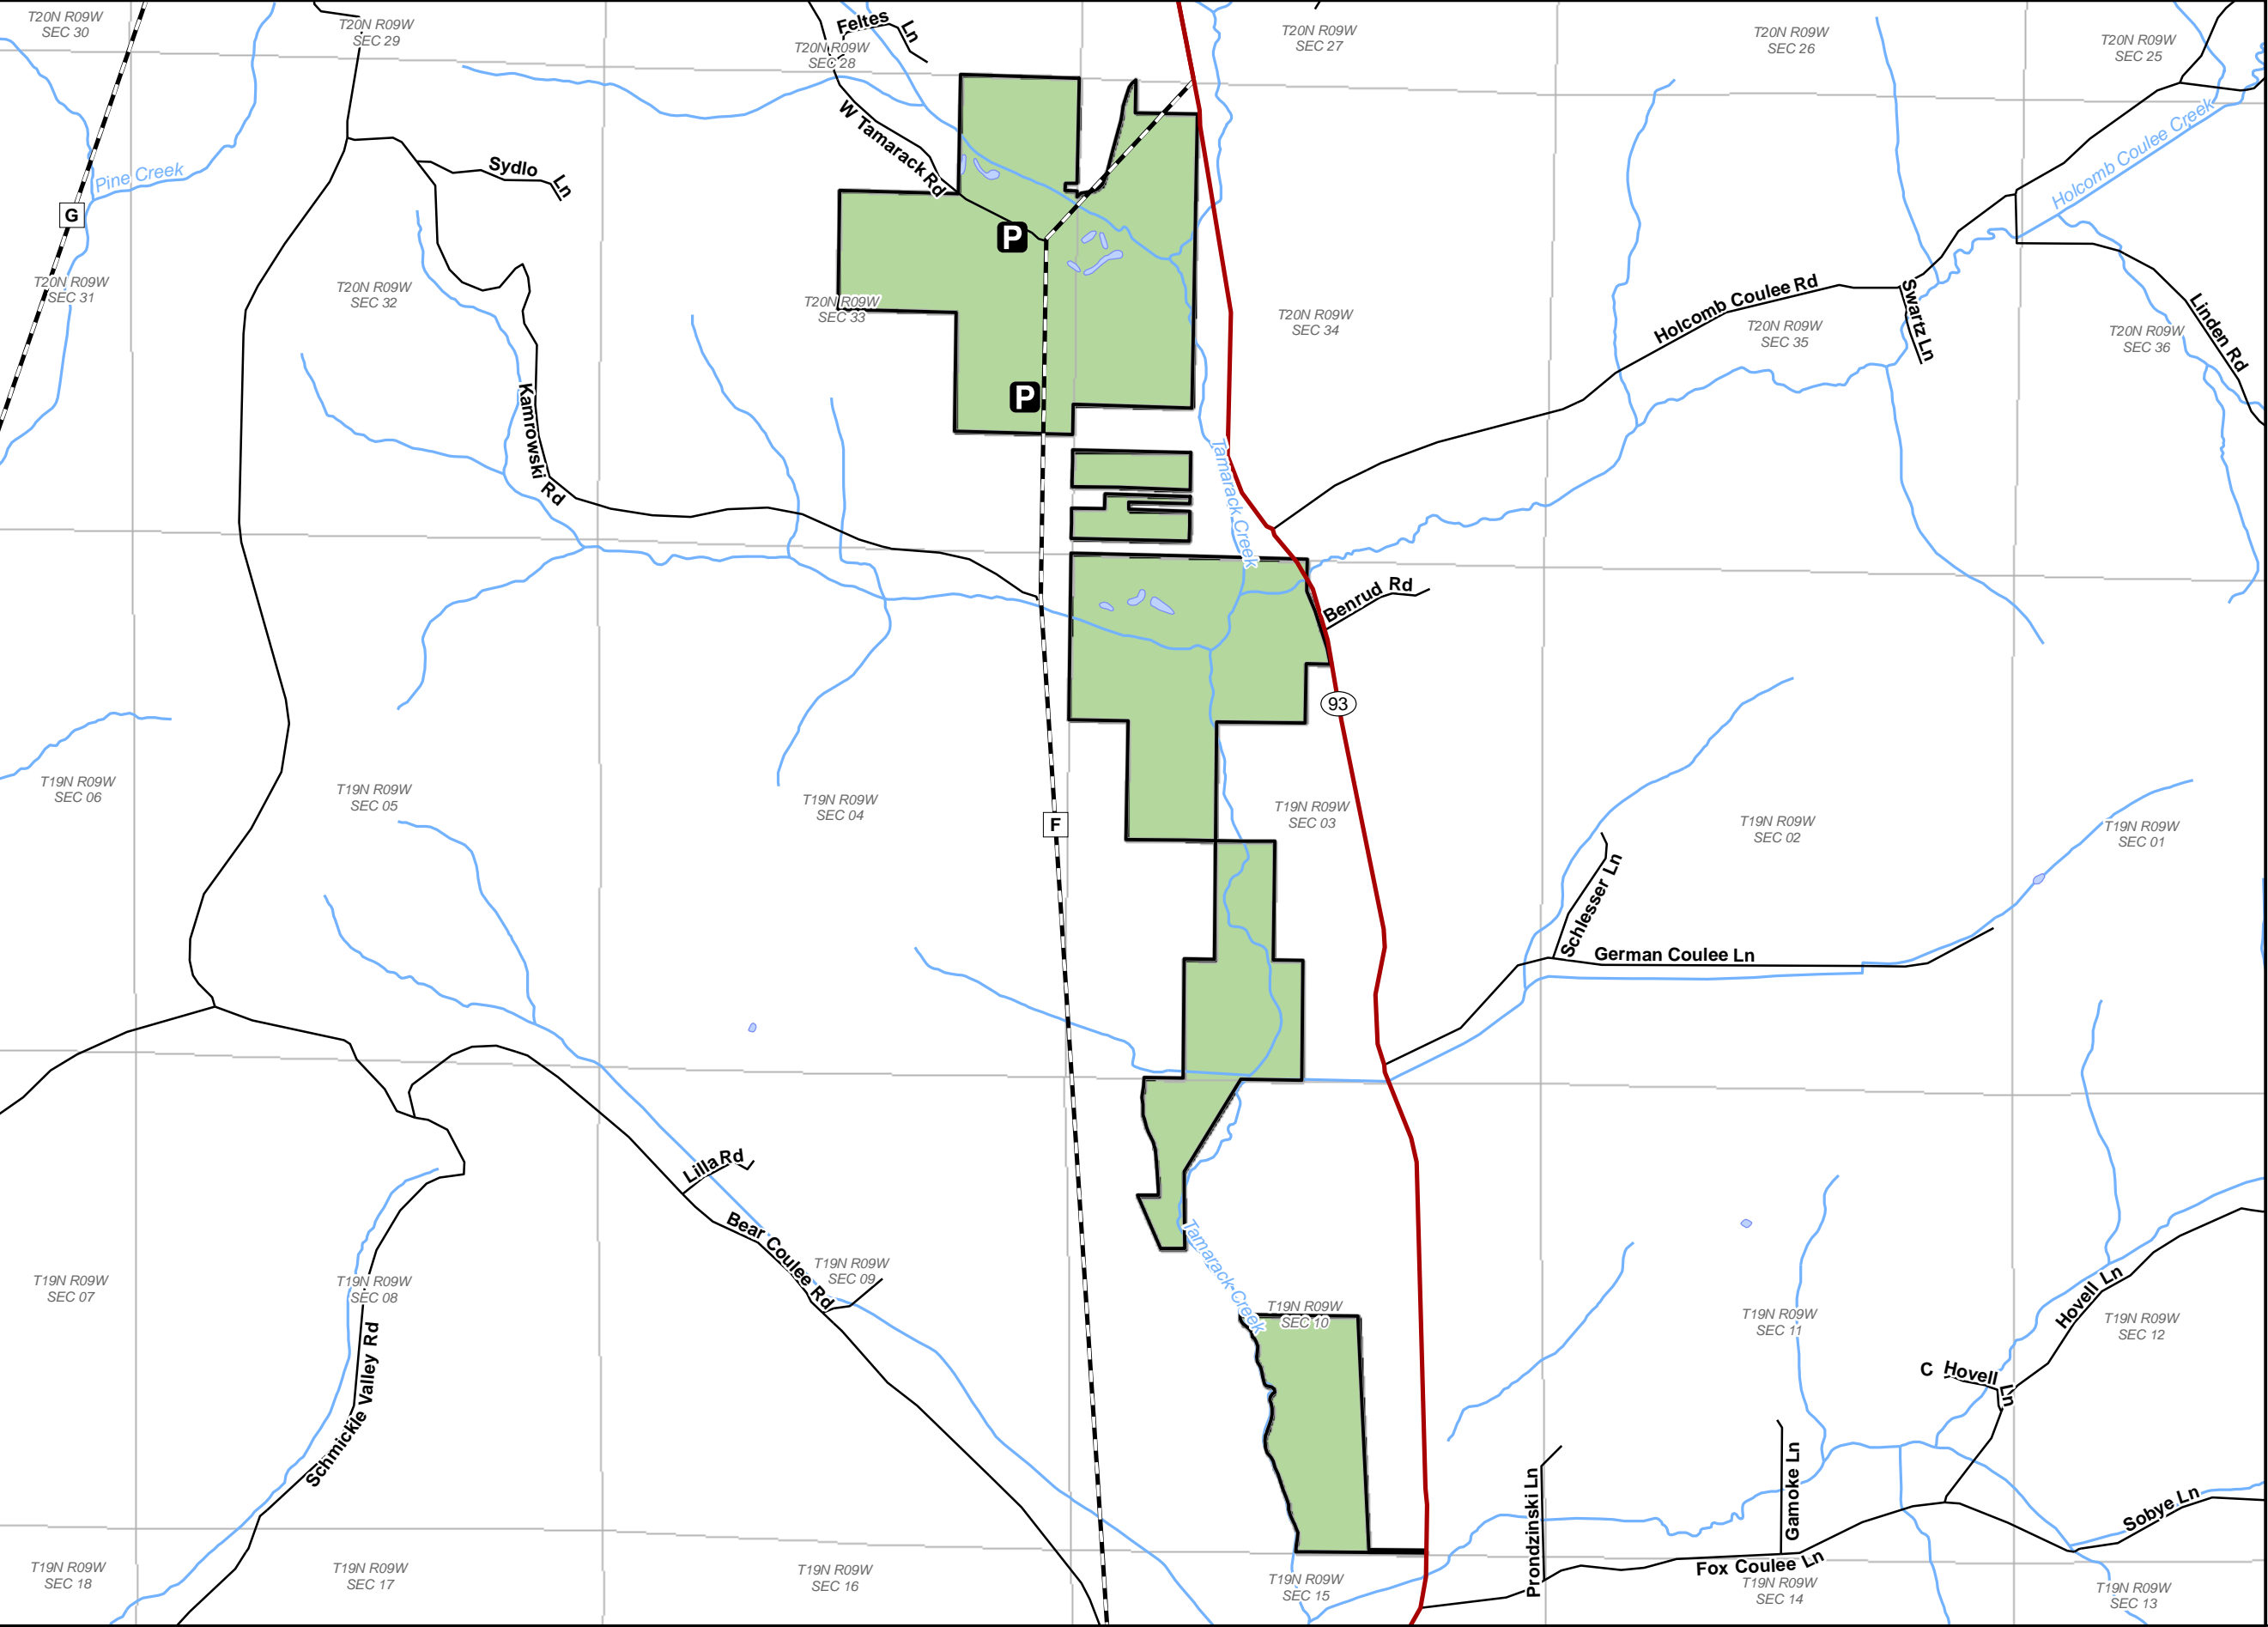 T20N R09W
SEC 30
T20N R09W
SEC 29
T20N R09W
SEC 28
Feltes Ln
T20N R09W
SEC 27
T20N R09W
SEC 26
T20N R09W
SEC 25
W Tamarack Rd
Sydlo Ln
Pine Creek
Holcomb Coulee Creek
G
P
T20N R09W
SEC 31
T20N R09W
SEC 32
T20N R09W
SEC 33
T20N R09W
SEC 34
Holcomb Coulee Rd
Swartz Ln
T20N R09W
SEC 35
T20N R09W
SEC 36
Linden Rd
P
Kamrowski Rd
Tamarack Creek
Benrud Rd
93
T19N R09W
SEC 06
T19N R09W
SEC 05
T19N R09W
SEC 04
F
T19N R09W
SEC 03
T19N R09W
SEC 02
T19N R09W
SEC 01
Schlesser Ln
German Coulee Ln
Lilla Rd
Bear Coulee Rd
Tamarack Creek
T19N R09W
SEC 07
T19N R09W
SEC 08
T19N R09W
SEC 09
T19N R09W
SEC 10
T19N R09W
SEC 11
T19N R09W
SEC 12
Hovell Ln
C Hovell Ln
Schmickle Valley Rd
Prondzinski Ln
Gamoke Ln
Sobye Ln
Fox Coulee Ln
T19N R09W
SEC 18
T19N R09W
SEC 17
T19N R09W
SEC 16
T19N R09W
SEC 15
T19N R09W
SEC 14
T19N R09W
SEC 13